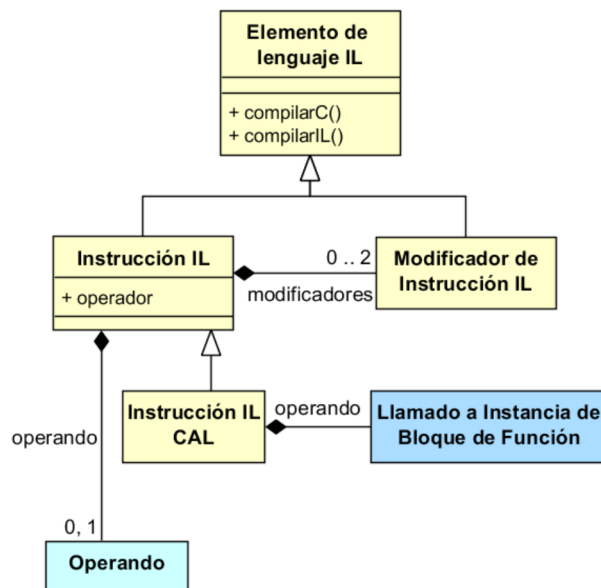 Elemento de
lenguaje IL
+ compilarC()
+ compilarIL()
Instrucción IL
+ operador
0 .. 2
modificadores
Modificador de
Instrucción IL
operando
0, 1
Instrucción IL
CAL
operando
Llamado a Instancia de
Bloque de Función
Operando